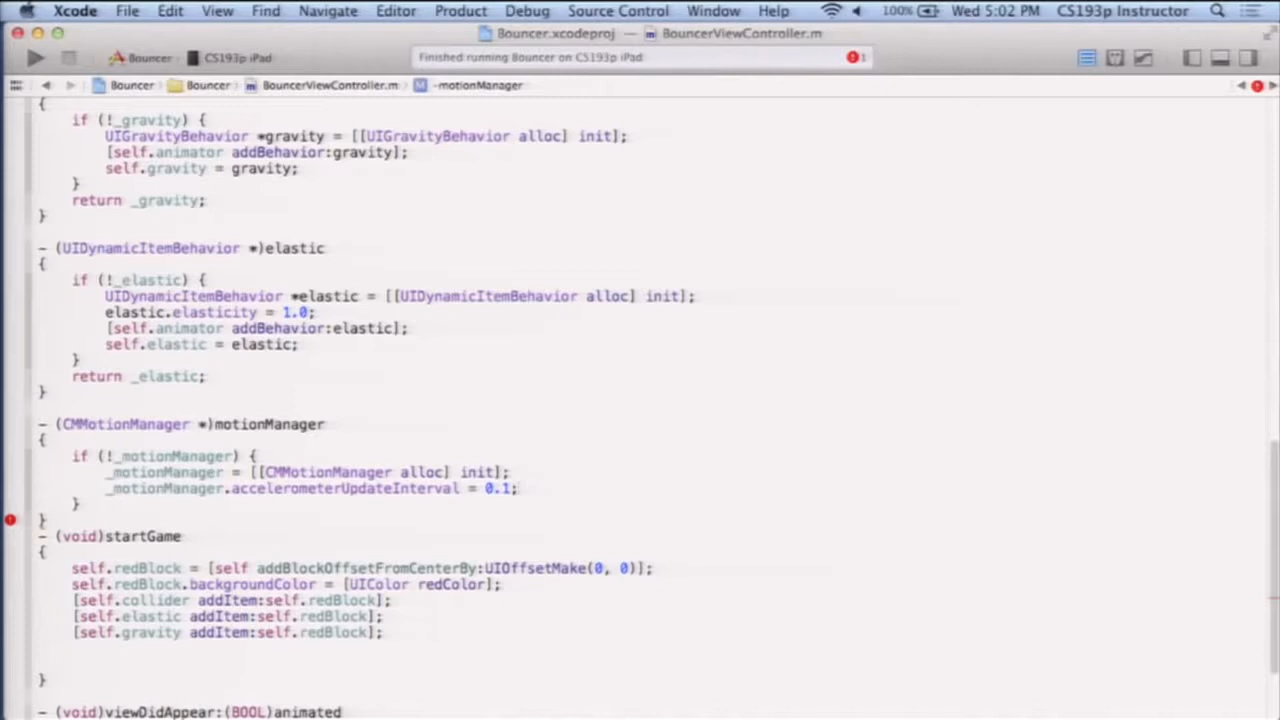 Xcode File Edit View Find Navigate Editor Product Debug Source Control Window Help 100% Wed 5:02 PM CS193p Instructor
Bouncer.xcodeproj — BouncerViewController.m
Bouncer CS193p iPad Finished running Bouncer on CS193p iPad 1
Bouncer Bouncer BouncerViewController.m M -motionManager
{
if (!_gravity) {
UIGravityBehavior *gravity = [[UIGravityBehavior alloc] init];
[self.animator addBehavior:gravity];
self.gravity = gravity;
}
return _gravity;
}
- (UIDynamicItemBehavior *)elastic
{
if (!_elastic) {
UIDynamicItemBehavior *elastic = [[UIDynamicItemBehavior alloc] init];
elastic.elasticity = 1.0;
[self.animator addBehavior:elastic];
self.elastic = elastic;
}
return _elastic;
}
- (CMMotionManager *)motionManager
{
if (!_motionManager) {
_motionManager = [[CMMotionManager alloc] init];
_motionManager.accelerometerUpdateInterval = 0.1;
}
}
- (void)startGame
{
self.redBlock = [self addBlockOffsetFromCenterBy:UIOffsetMake(0, 0)];
self.redBlock.backgroundColor = [UIColor redColor];
[self.collider addItem:self.redBlock];
[self.elastic addItem:self.redBlock];
[self.gravity addItem:self.redBlock];
}
- (void)viewDidAppear:(BOOL)animated